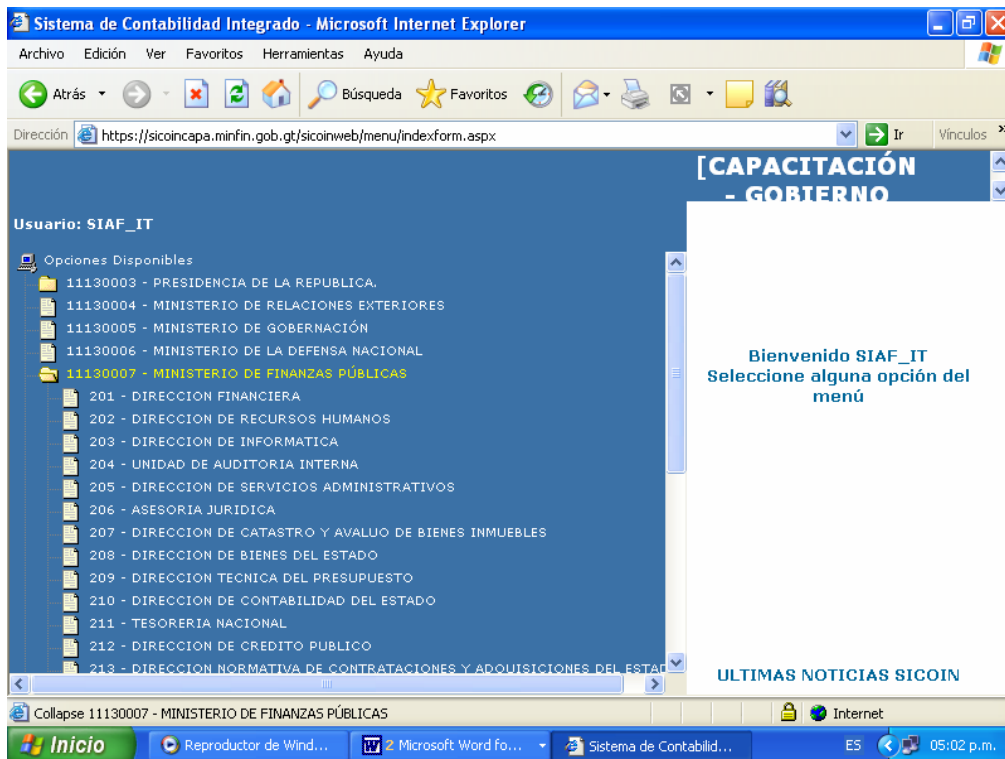 Sistema de Contabilidad Integrado - Microsoft Internet Explorer
Archivo Edición Ver Favoritos Herramientas Ayuda
Atrás Búsqueda Favoritos
Dirección https://sicoincapa.minfin.gob.gt/sicoinweb/menu/indexform.aspx Ir Vínculos »
[CAPACITACIÓN
- GOBIERNO
Usuario: SIAF_IT
Opciones Disponibles
11130003 - PRESIDENCIA DE LA REPUBLICA.
11130004 - MINISTERIO DE RELACIONES EXTERIORES
11130005 - MINISTERIO DE GOBERNACIÓN
11130006 - MINISTERIO DE LA DEFENSA NACIONAL
11130007 - MINISTERIO DE FINANZAS PÚBLICAS
201 - DIRECCION FINANCIERA
202 - DIRECCION DE RECURSOS HUMANOS
203 - DIRECCION DE INFORMATICA
204 - UNIDAD DE AUDITORIA INTERNA
205 - DIRECCION DE SERVICIOS ADMINISTRATIVOS
206 - ASESORIA JURIDICA
207 - DIRECCION DE CATASTRO Y AVALUO DE BIENES INMUEBLES
208 - DIRECCION DE BIENES DEL ESTADO
209 - DIRECCION TECNICA DEL PRESUPUESTO
210 - DIRECCION DE CONTABILIDAD DEL ESTADO
211 - TESORERIA NACIONAL
212 - DIRECCION DE CREDITO PUBLICO
213 - DIRECCION NORMATIVA DE CONTRATACIONES Y ADQUISICIONES DEL ESTAD
Bienvenido SIAF_IT
Seleccione alguna opción del
menú
ULTIMAS NOTICIAS SICOIN
Collapse 11130007 - MINISTERIO DE FINANZAS PÚBLICAS Internet
Inicio Reproductor de Wind... 2 Microsoft Word fo... Sistema de Contabilid... ES 05:02 p.m.